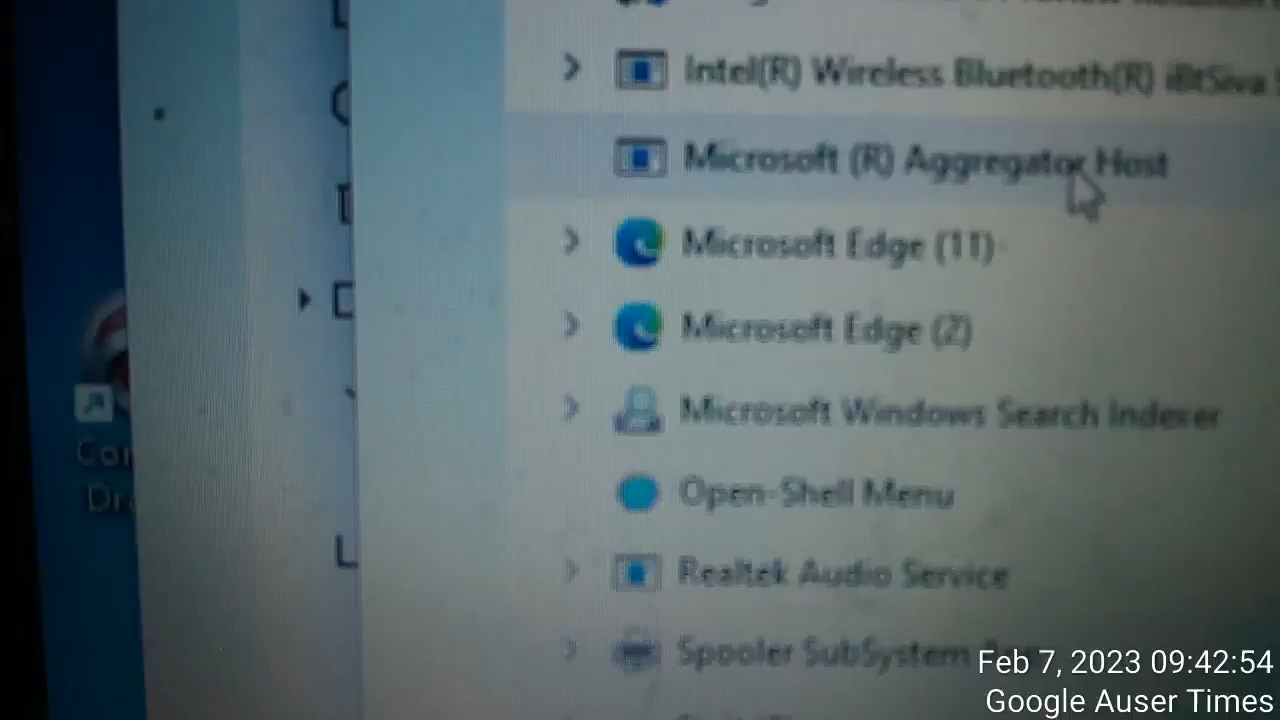 Intel(R) Wireless Bluetooth(R) iBtSiva
Microsoft (R) Aggregator Host
Microsoft Edge (11)
Microsoft Edge (2)
Microsoft Windows Search Indexer
Open-Shell Menu
Realtek Audio Service
Spooler SubSystem
Feb 7, 2023 09:42:54
Google Auser Times